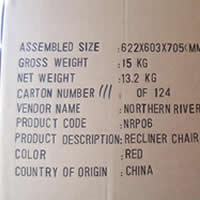 ASSEMBLED SIZE :622X603X705(MM
GROSS WEIGHT :15 KG
NET WEIGHT :13.2 KG
CARTON NUMBER 111 OF 124
VENDOR NAME :NORTHERN RIVER
PRODUCT CODE :NRP06
PRODUCT DESCRIPTION:RECLINER CHAIR
COLOR :RED
COUNTRY OF ORIGIN :CHINA